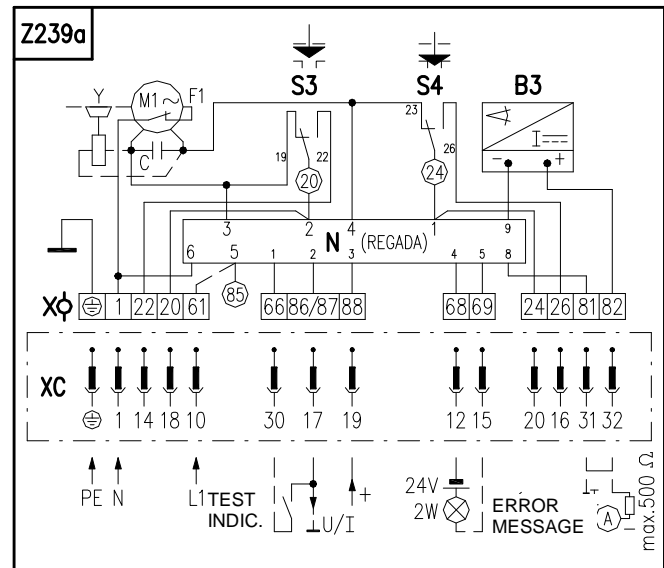 Z239a
S3 S4 B3
Y M1 ~ F1
C
19 22
20
23 26
24
I
- +
3 2 4 1 9
N (REGADA)
6 5 1 2 3 4 5 8
85
X 1 22 20 61 66 86/87 88 68 69 24 26 81 82
XC
1 14 18 10 30 17 19 12 15 20 16 31 32
PE N L1 TEST INDIC. U/I + 24V 2W ERROR MESSAGE A max.500 Ω